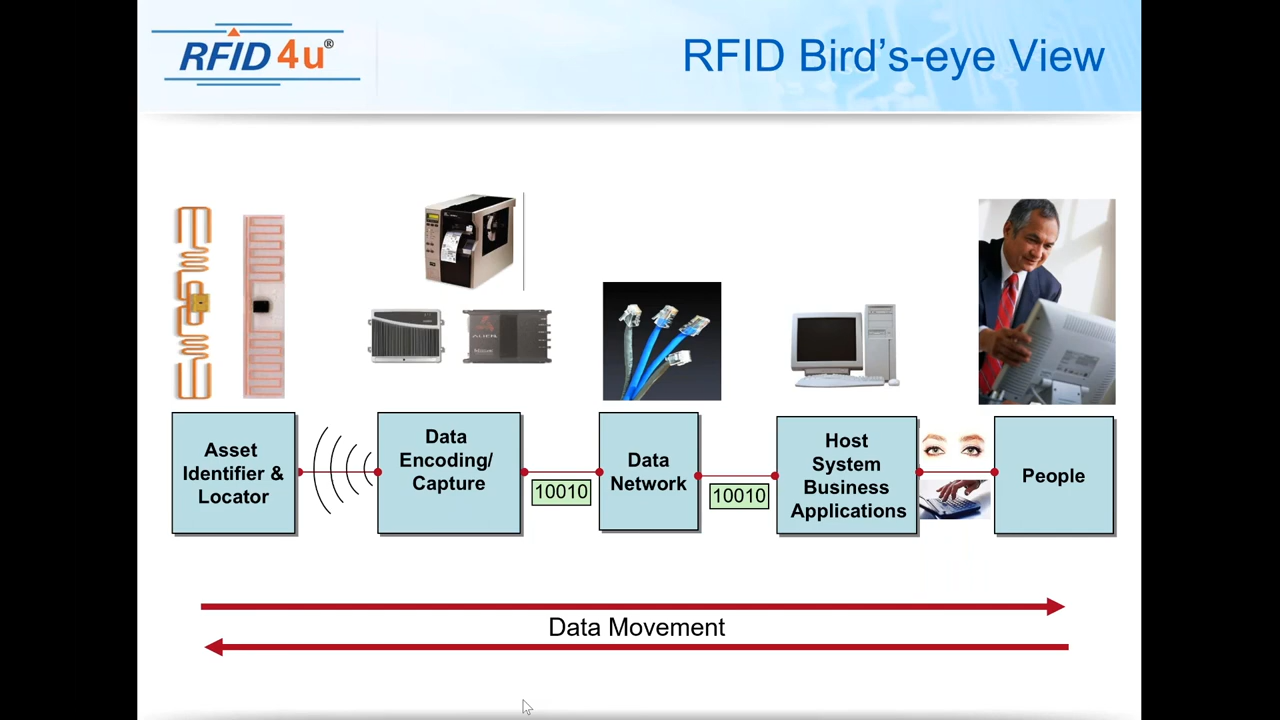 RFID4u®
RFID Bird's-eye View
ALIEN
Asset
Identifier &
Locator
Data
Encoding/
Capture
10010
Data
Network
10010
Host
System
Business
Applications
People
Data Movement